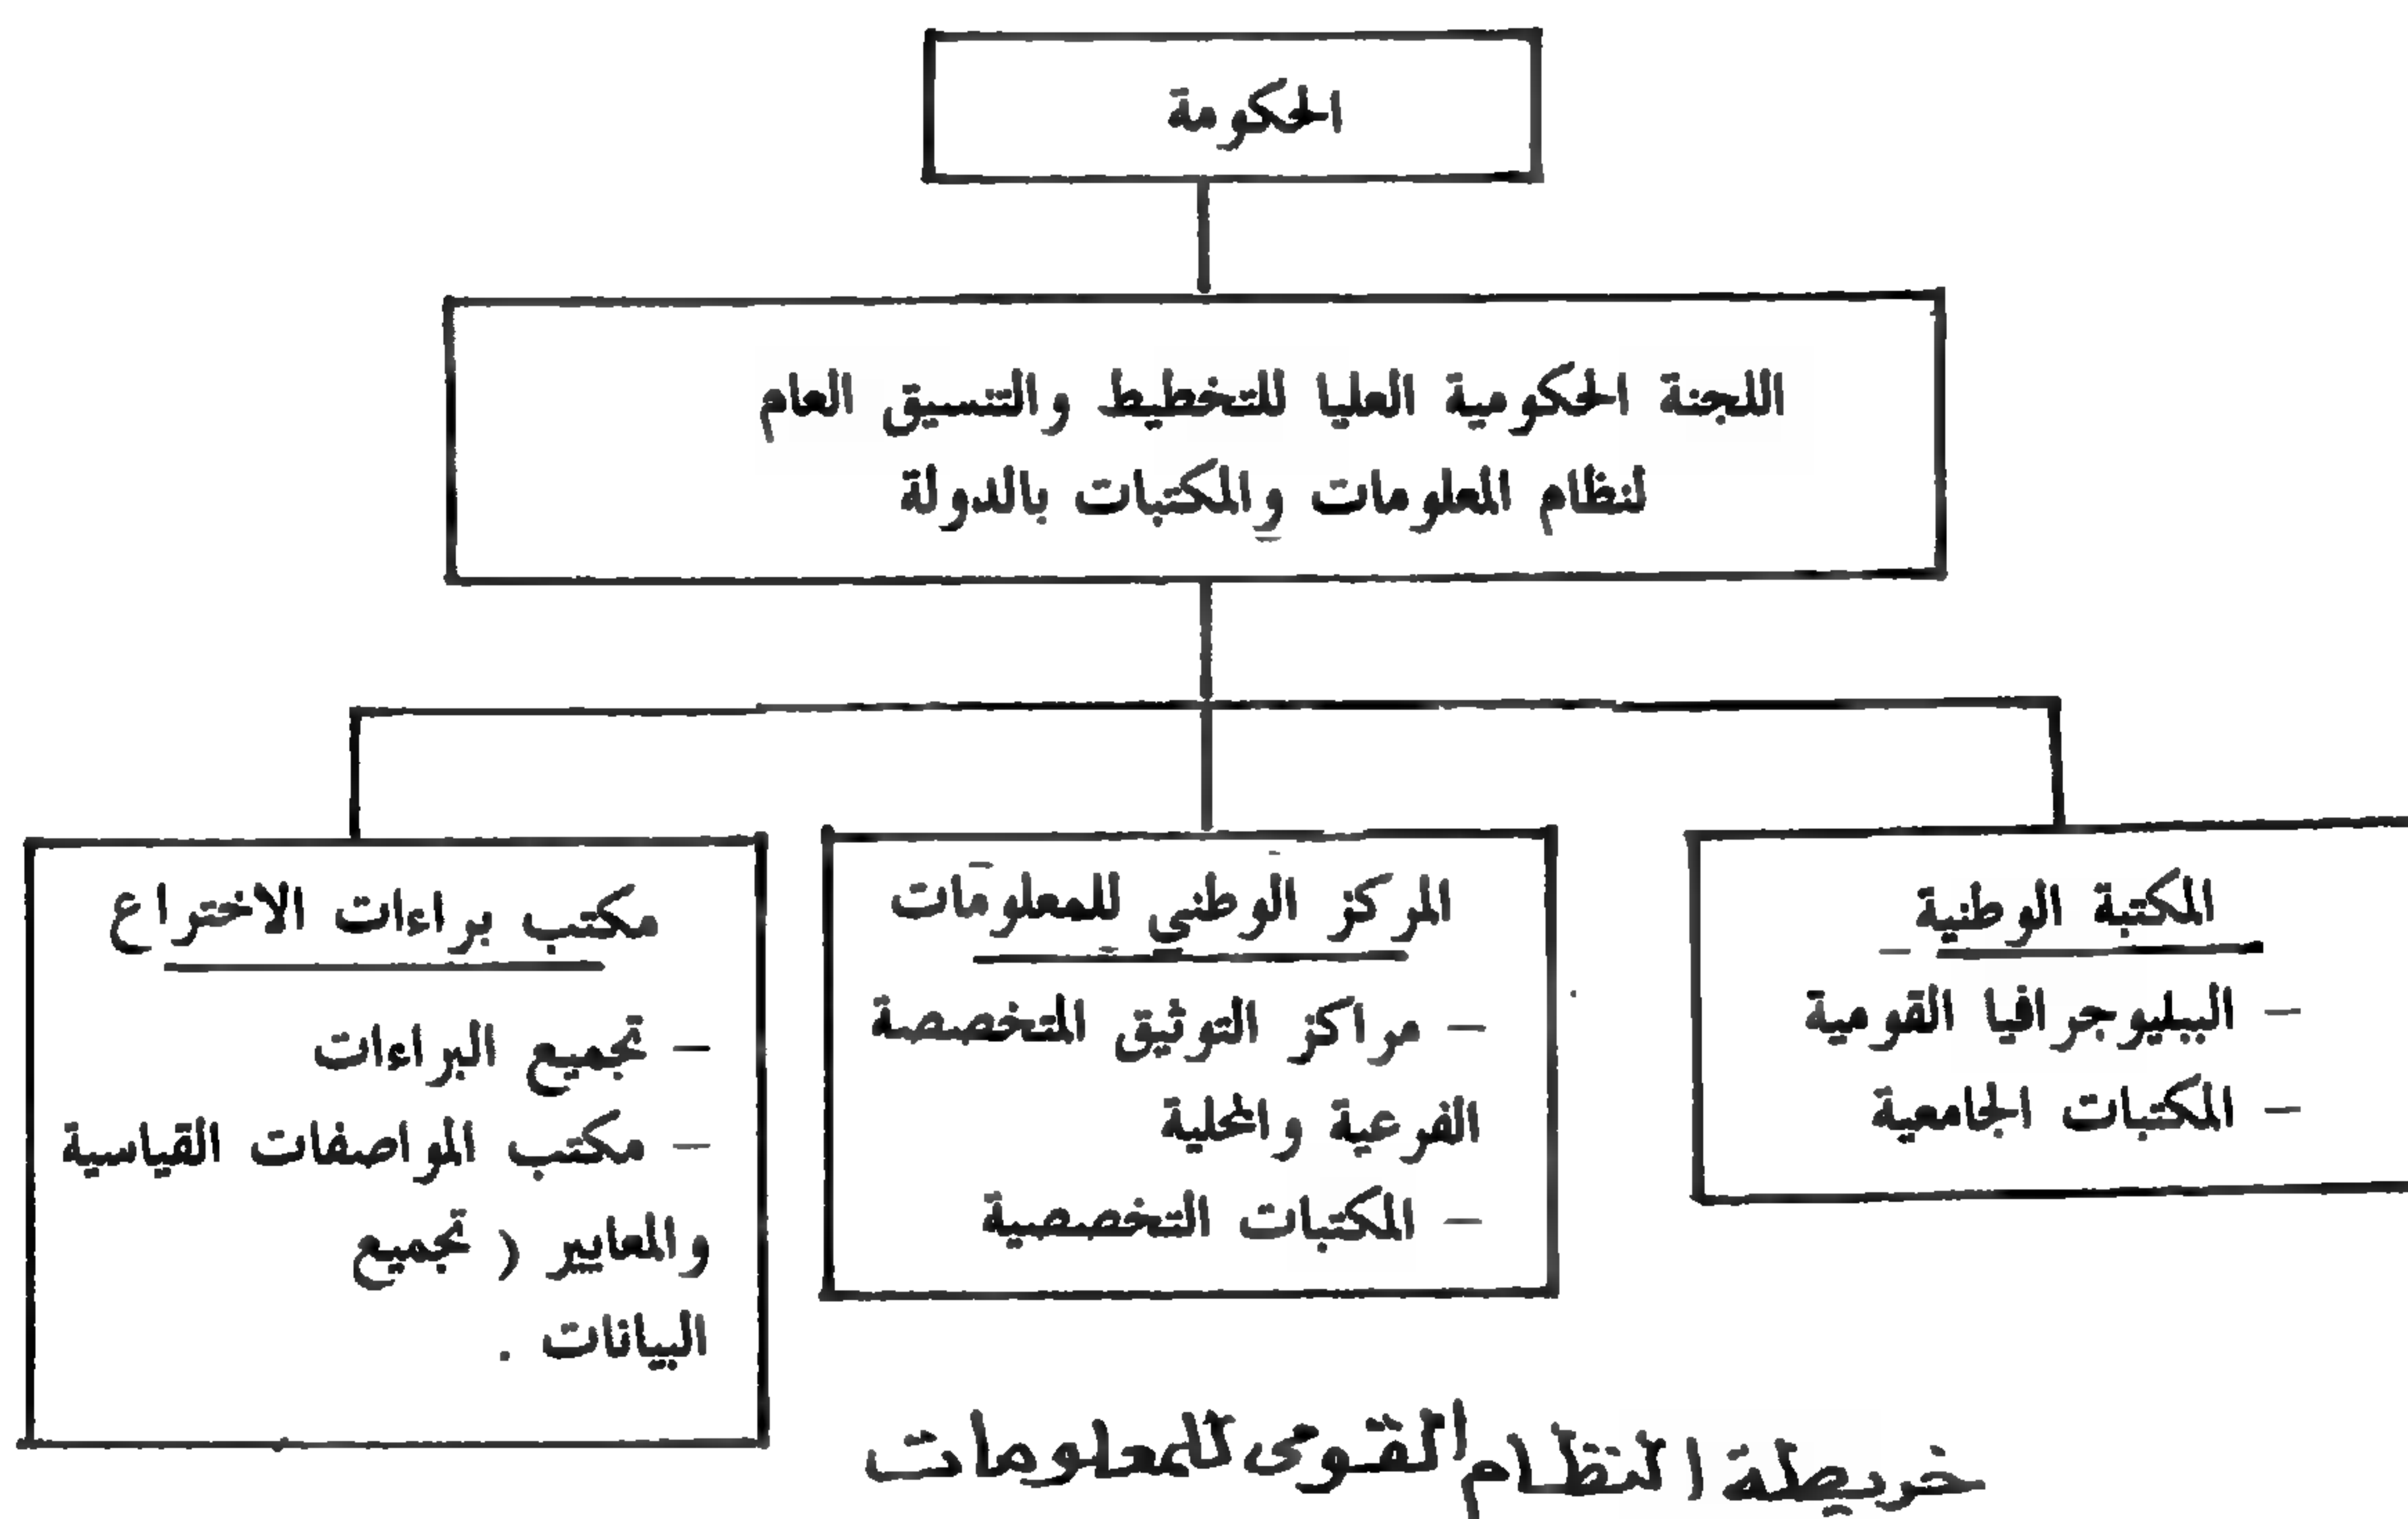 الحكومة
اللجنة الحكومية العليا للتخطيط والتنسيق العام
لنظام المعلومات والمكتبات بالدولة
المكتبة الوطنية
– الببليوجرافيا القومية
– المكتبات الجامعية
المركز الوطني للمعلومات
– مراكز التوثيق المتخصصة
الفرعية والمحلية
– المكتبات التخصصية
مكتب براءات الاختراع
– تجميع البراءات
– مكتب المواصفات القياسية
والمعايير ( تجميع
البيانات .
خريطة النظام القومى للمعلومات